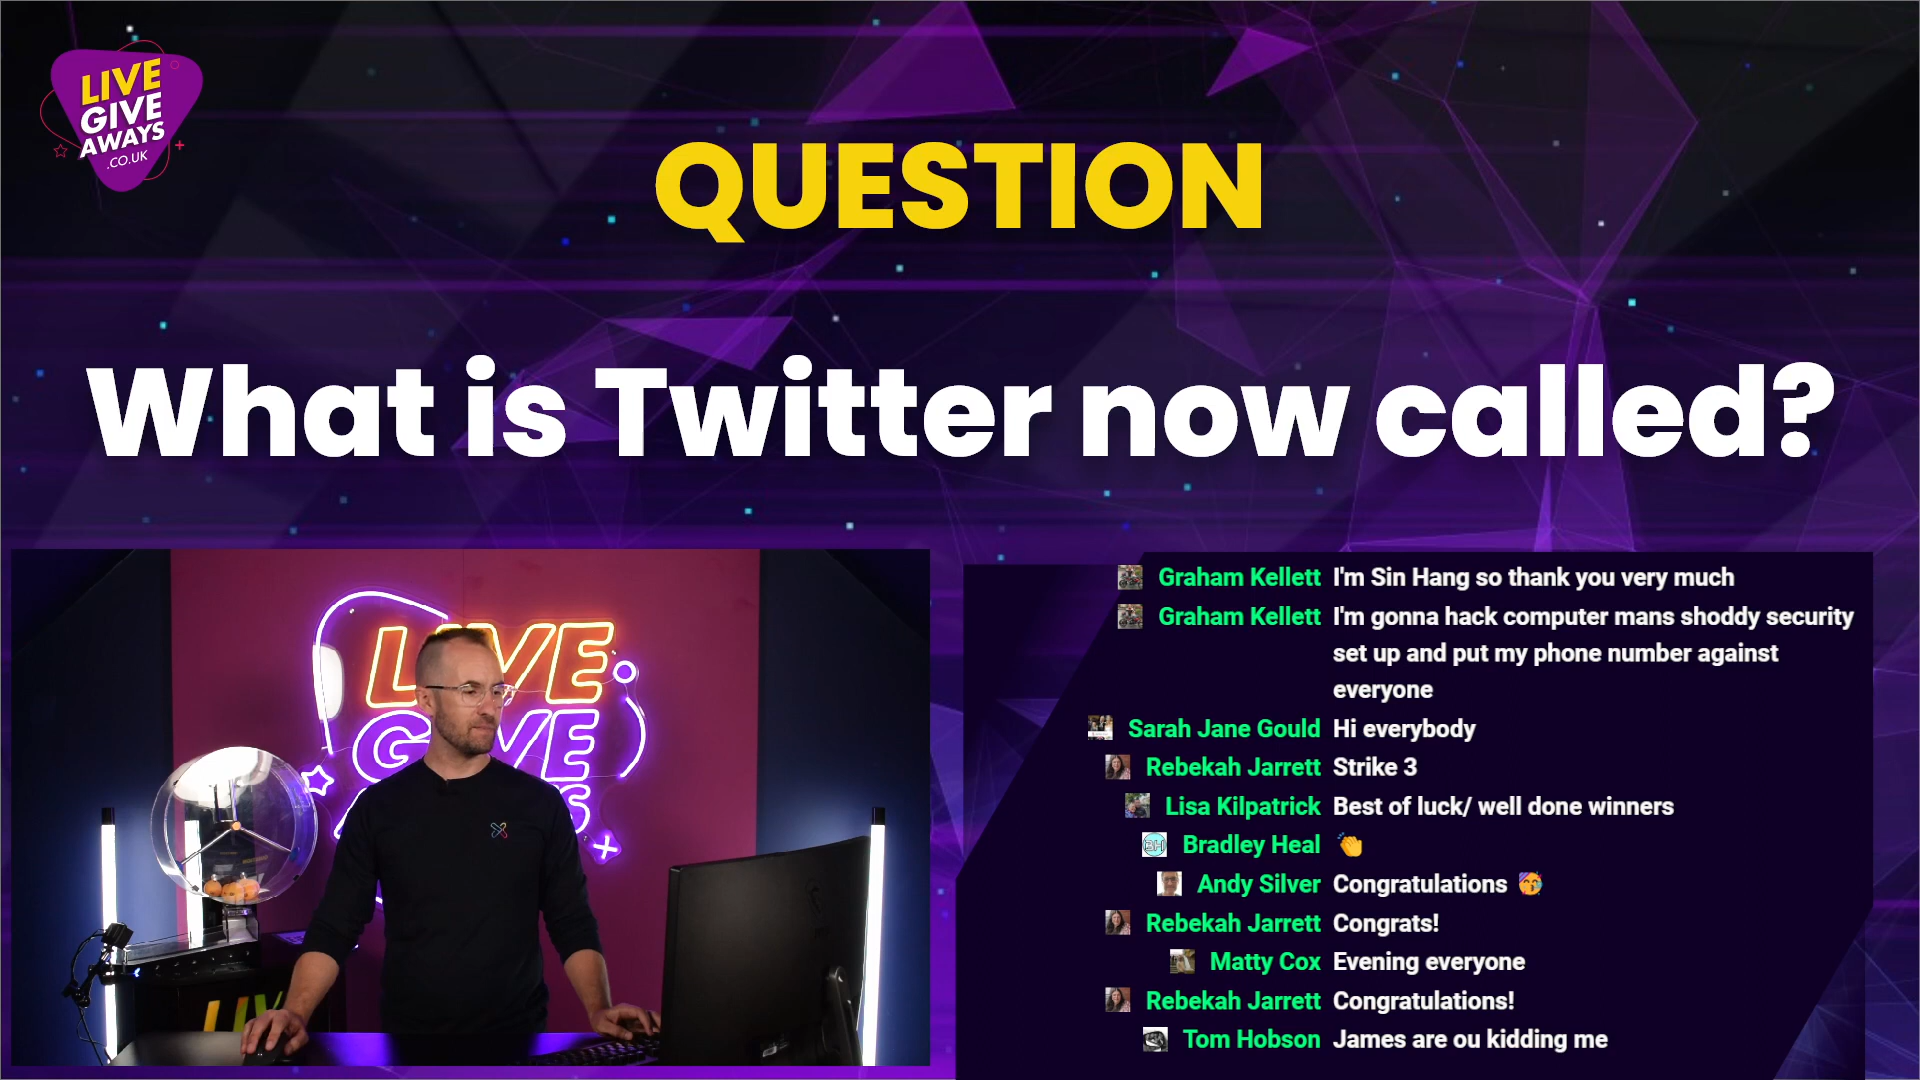 LIVE
GIVE
AWAYS
.CO.UK
QUESTION
What is Twitter now called?
LIVE
GIVE
Graham Kellett I'm Sin Hang so thank you very much
Graham Kellett I'm gonna hack computer mans shoddy security
set up and put my phone number against
everyone
Sarah Jane Gould Hi everybody
Rebekah Jarrett Strike 3
Lisa Kilpatrick Best of luck/ well done winners
BH Bradley Heal 👏
Andy Silver Congratulations 🥳
Rebekah Jarrett Congrats!
Matty Cox Evening everyone
Rebekah Jarrett Congratulations!
Tom Hobson James are ou kidding me